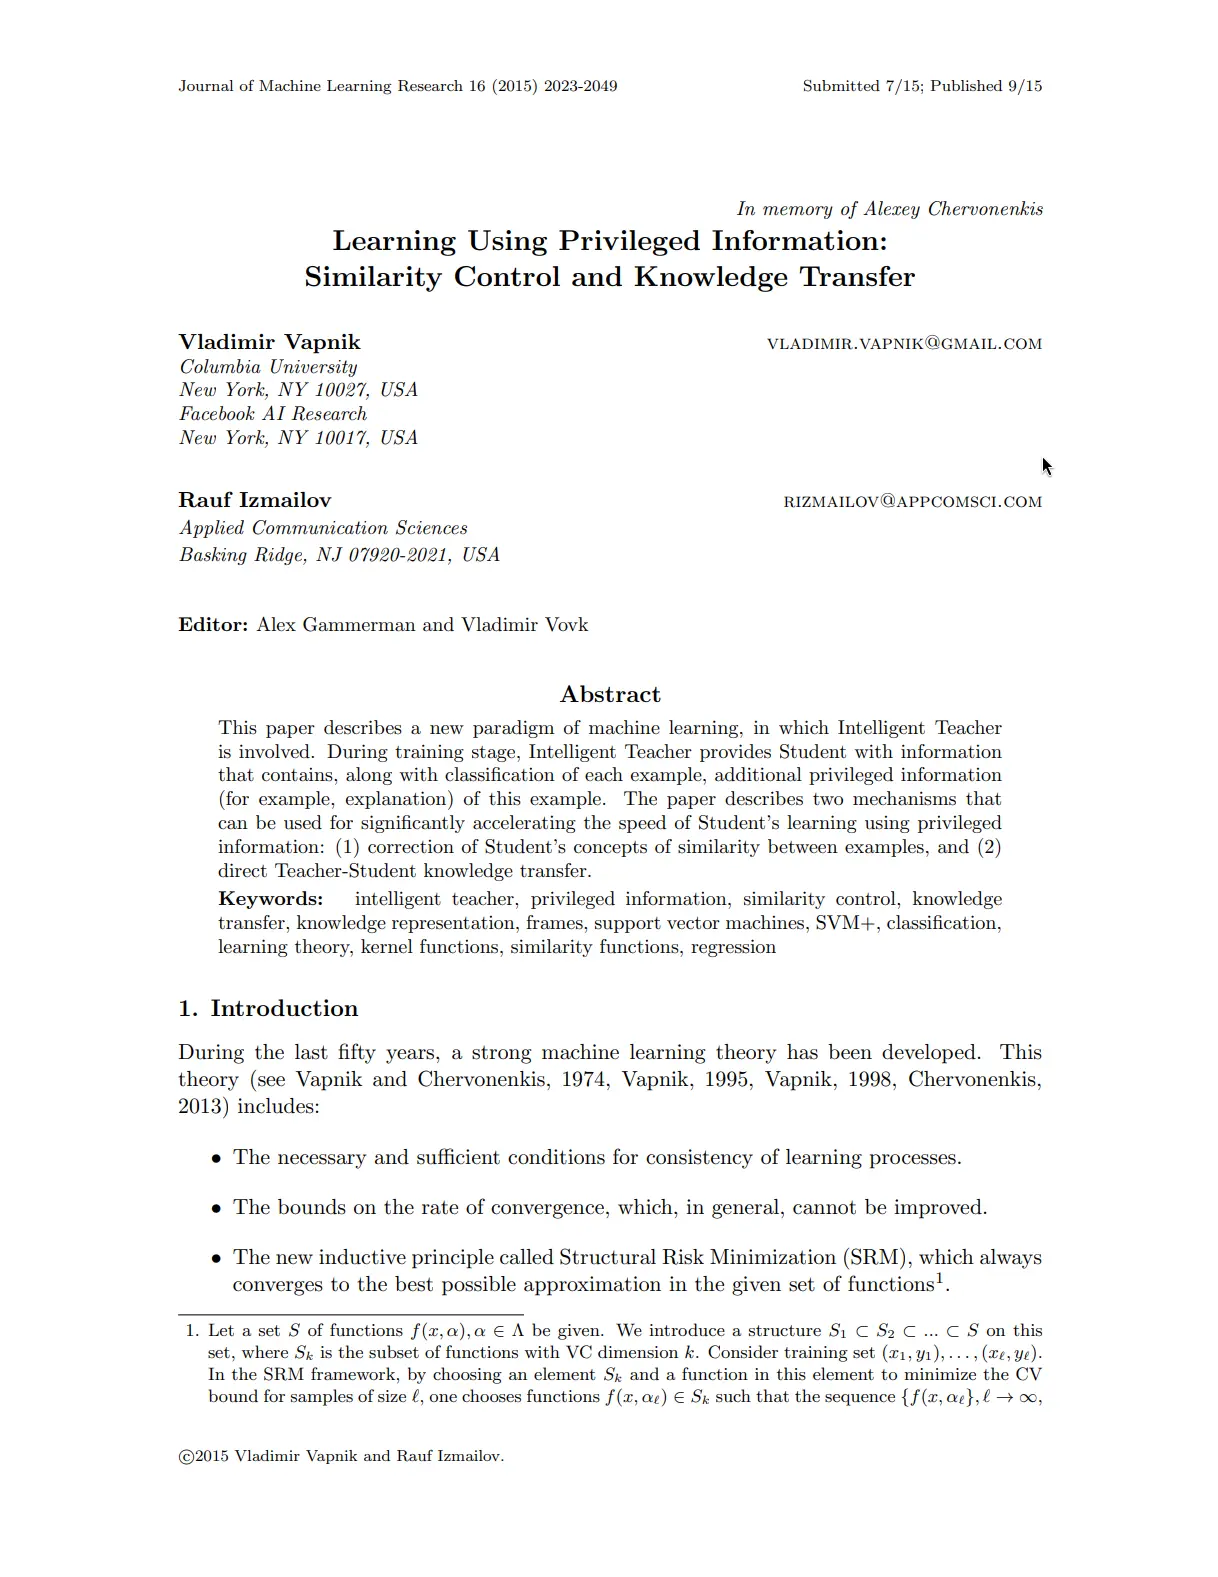 Journal of Machine Learning Research 16 (2015) 2023-2049 Submitted 7/15; Published 9/15
In memory of Alexey Chervonenkis
Learning Using Privileged Information:
Similarity Control and Knowledge Transfer
Vladimir Vapnik vladimir.vapnik@gmail.com
Columbia University
New York, NY 10027, USA
Facebook AI Research
New York, NY 10017, USA
Rauf Izmailov rizmailov@appcomsci.com
Applied Communication Sciences
Basking Ridge, NJ 07920-2021, USA
Editor: Alex Gammerman and Vladimir Vovk
Abstract
This paper describes a new paradigm of machine learning, in which Intelligent Teacher
is involved. During training stage, Intelligent Teacher provides Student with information
that contains, along with classification of each example, additional privileged information
(for example, explanation) of this example. The paper describes two mechanisms that
can be used for significantly accelerating the speed of Student's learning using privileged
information: (1) correction of Student's concepts of similarity between examples, and (2)
direct Teacher-Student knowledge transfer.
Keywords: intelligent teacher, privileged information, similarity control, knowledge
transfer, knowledge representation, frames, support vector machines, SVM+, classification,
learning theory, kernel functions, similarity functions, regression
1. Introduction
During the last fifty years, a strong machine learning theory has been developed. This
theory (see Vapnik and Chervonenkis, 1974, Vapnik, 1995, Vapnik, 1998, Chervonenkis,
2013) includes:
• The necessary and sufficient conditions for consistency of learning processes.
• The bounds on the rate of convergence, which, in general, cannot be improved.
• The new inductive principle called Structural Risk Minimization (SRM), which always
converges to the best possible approximation in the given set of functions¹.
1. Let a set S of functions f(x, α), α ∈ Λ be given. We introduce a structure S₁ ⊂ S₂ ⊂ ... ⊂ S on this
set, where Sₖ is the subset of functions with VC dimension k. Consider training set (x₁, y₁), . . . , (x_ℓ, y_ℓ).
In the SRM framework, by choosing an element Sₖ and a function in this element to minimize the CV
bound for samples of size ℓ, one chooses functions f(x, α_ℓ) ∈ Sₖ such that the sequence {f(x, α_ℓ}, ℓ → ∞,
©2015 Vladimir Vapnik and Rauf Izmailov.